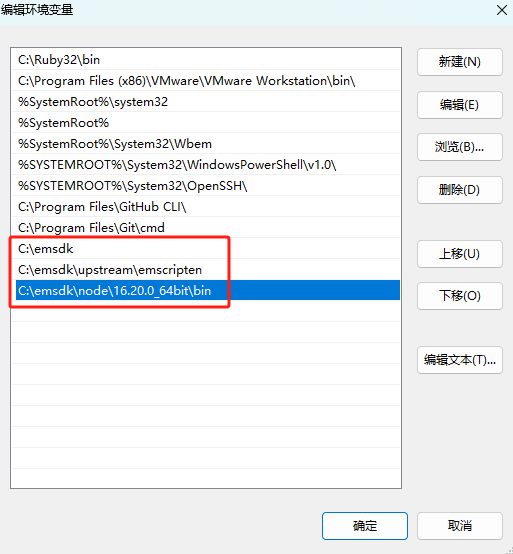 编辑环境变量
C:\Ruby32\bin
C:\Program Files (x86)\VMware\VMware Workstation\bin\
%SystemRoot%\system32
%SystemRoot%
%SystemRoot%\System32\Wbem
%SYSTEMROOT%\System32\WindowsPowerShell\v1.0\
%SYSTEMROOT%\System32\OpenSSH\
C:\Program Files\GitHub CLI\
C:\Program Files\Git\cmd
C:\emsdk
C:\emsdk\upstream\emscripten
C:\emsdk\node\16.20.0_64bit\bin
新建(N)
编辑(E)
浏览(B)...
删除(D)
上移(U)
下移(O)
编辑文本(T)...
确定
取消